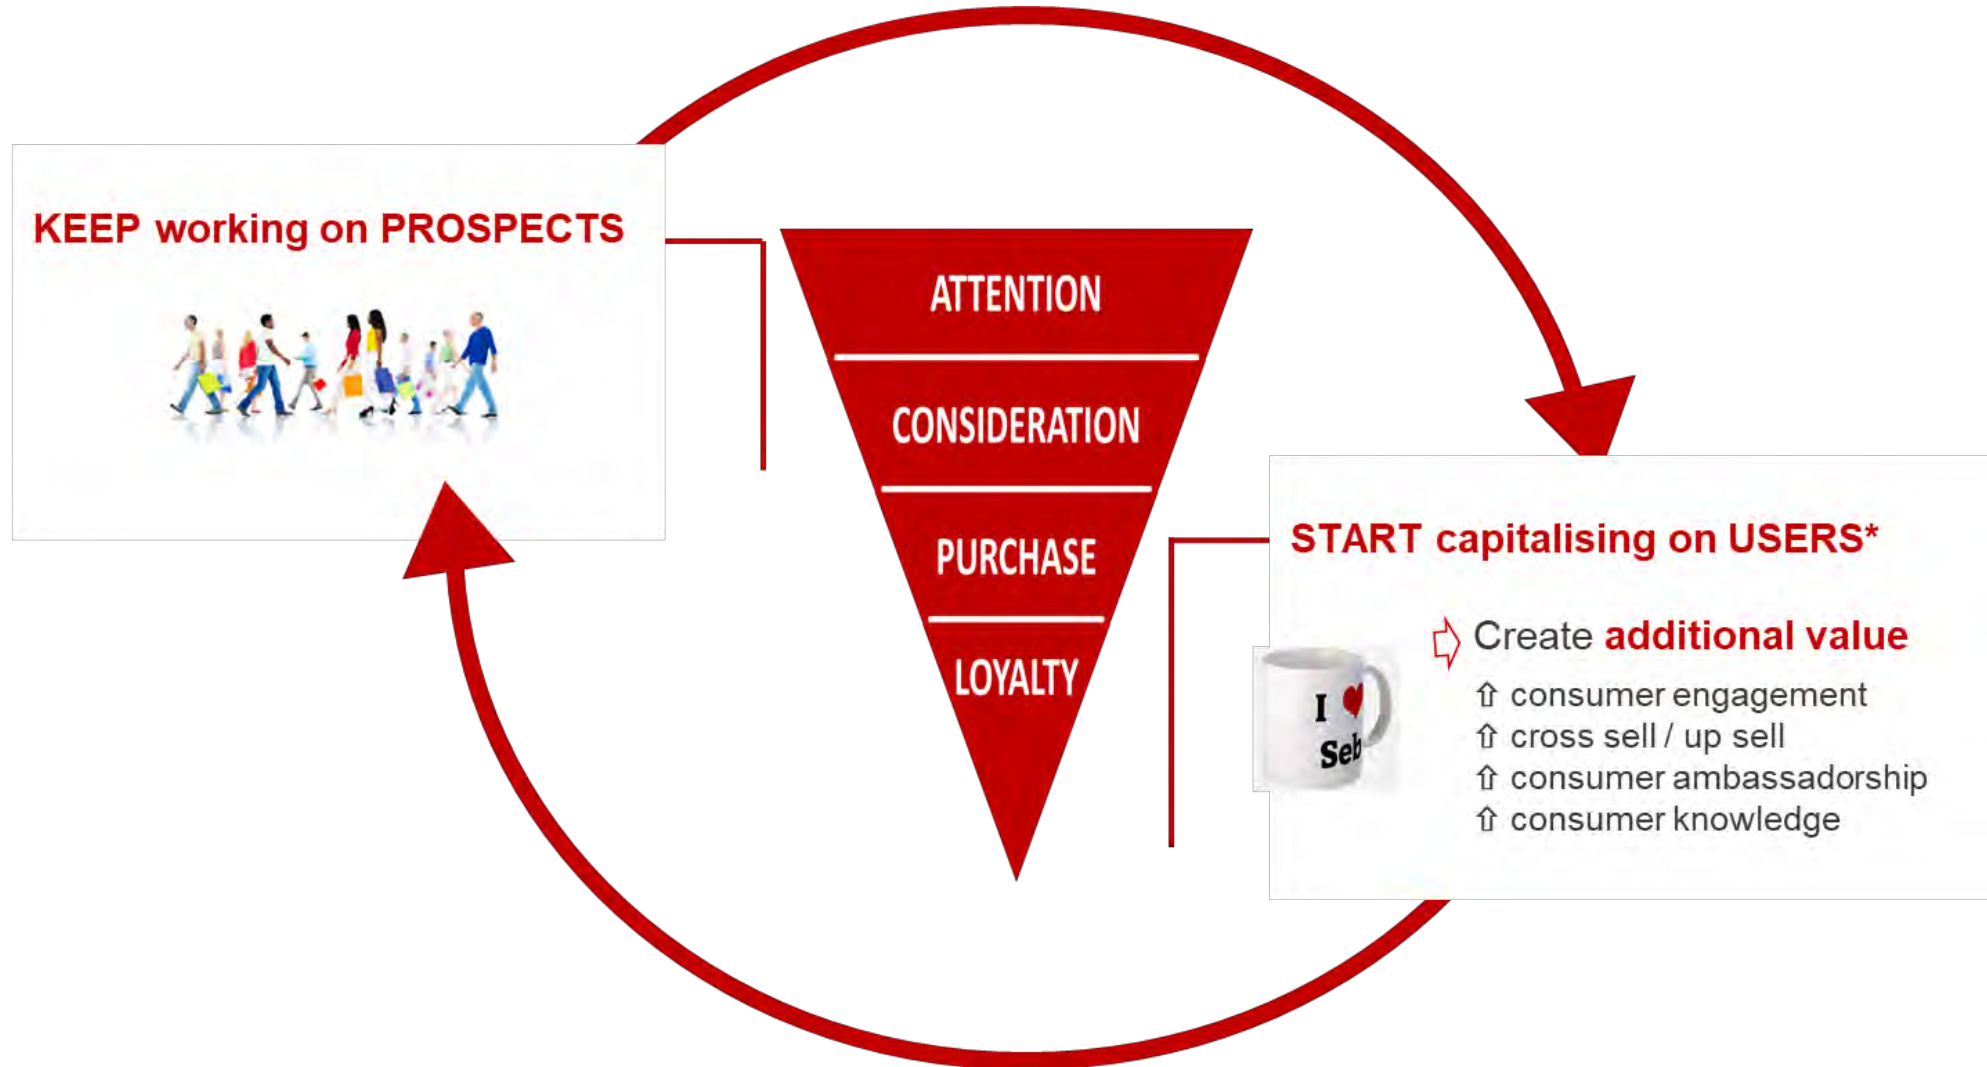 KEEP working on PROSPECTS
ATTENTION
CONSIDERATION
PURCHASE
LOYALTY
START capitalising on USERS*
Create additional value
⇧ consumer engagement
⇧ cross sell / up sell
⇧ consumer ambassadorship
⇧ consumer knowledge
I ♥
Seb